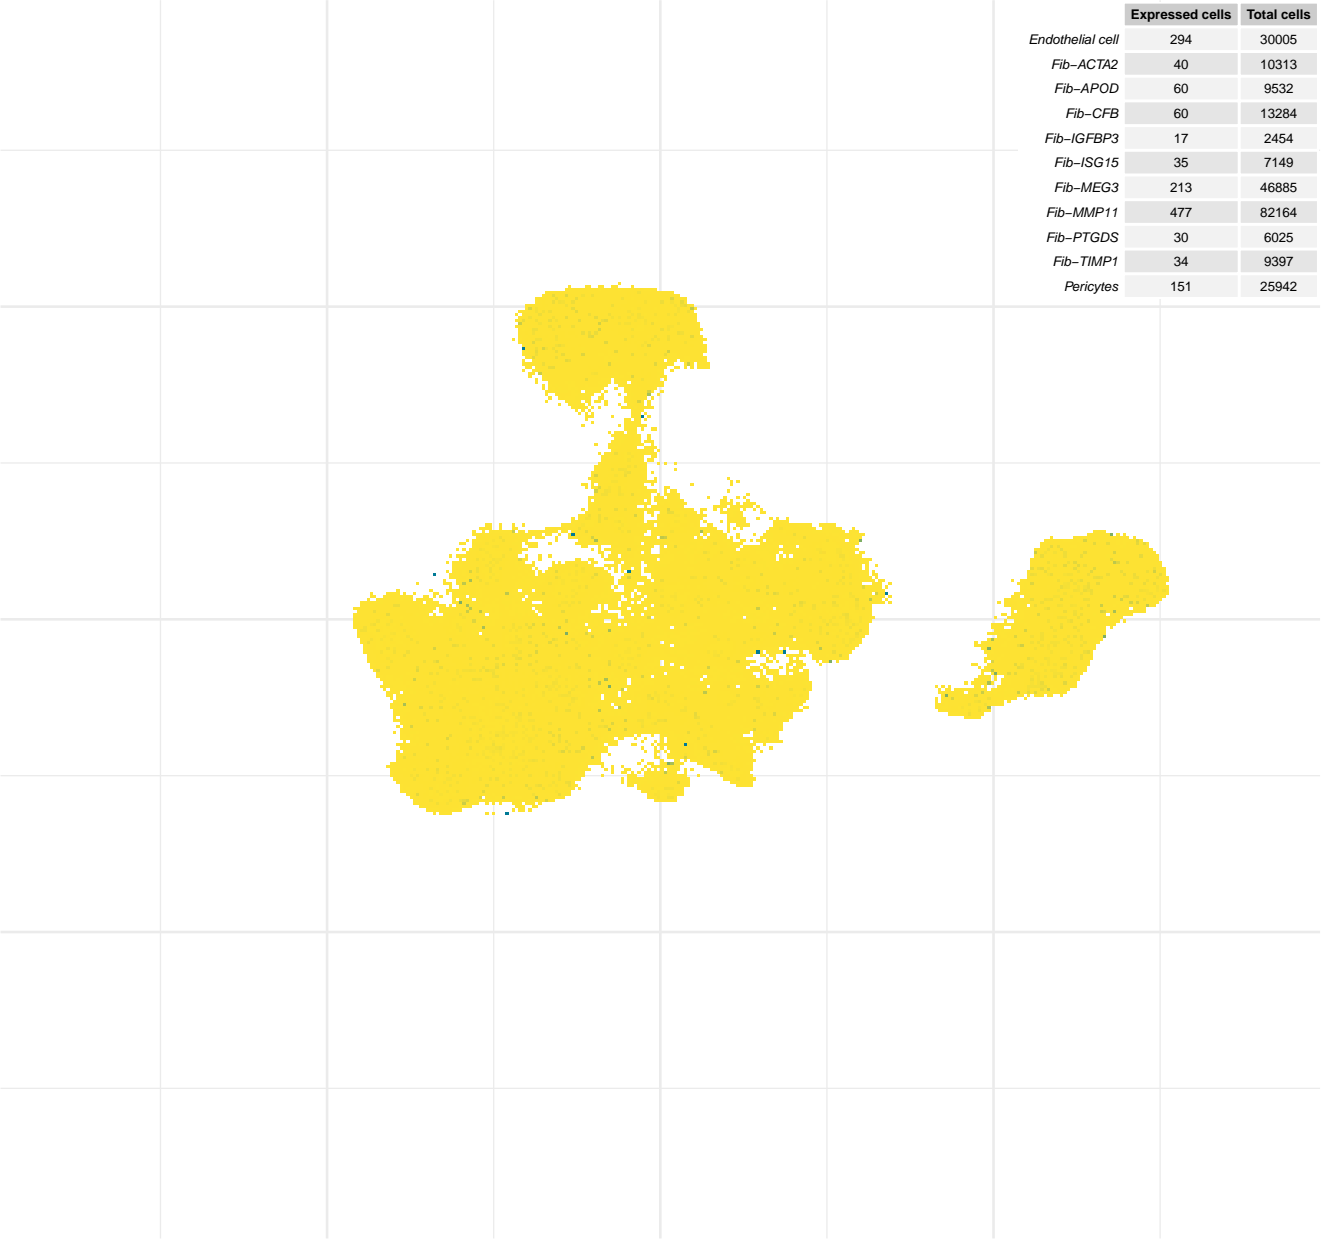 Expressed cells Total cells
Endothelial cell 294 30005
Fib−ACTA2 40 10313
Fib−APOD 60 9532
Fib−CFB 60 13284
Fib−IGFBP3 17 2454
Fib−ISG15 35 7149
Fib−MEG3 213 46885
Fib−MMP11 477 82164
Fib−PTGDS 30 6025
Fib−TIMP1 34 9397
Pericytes 151 25942